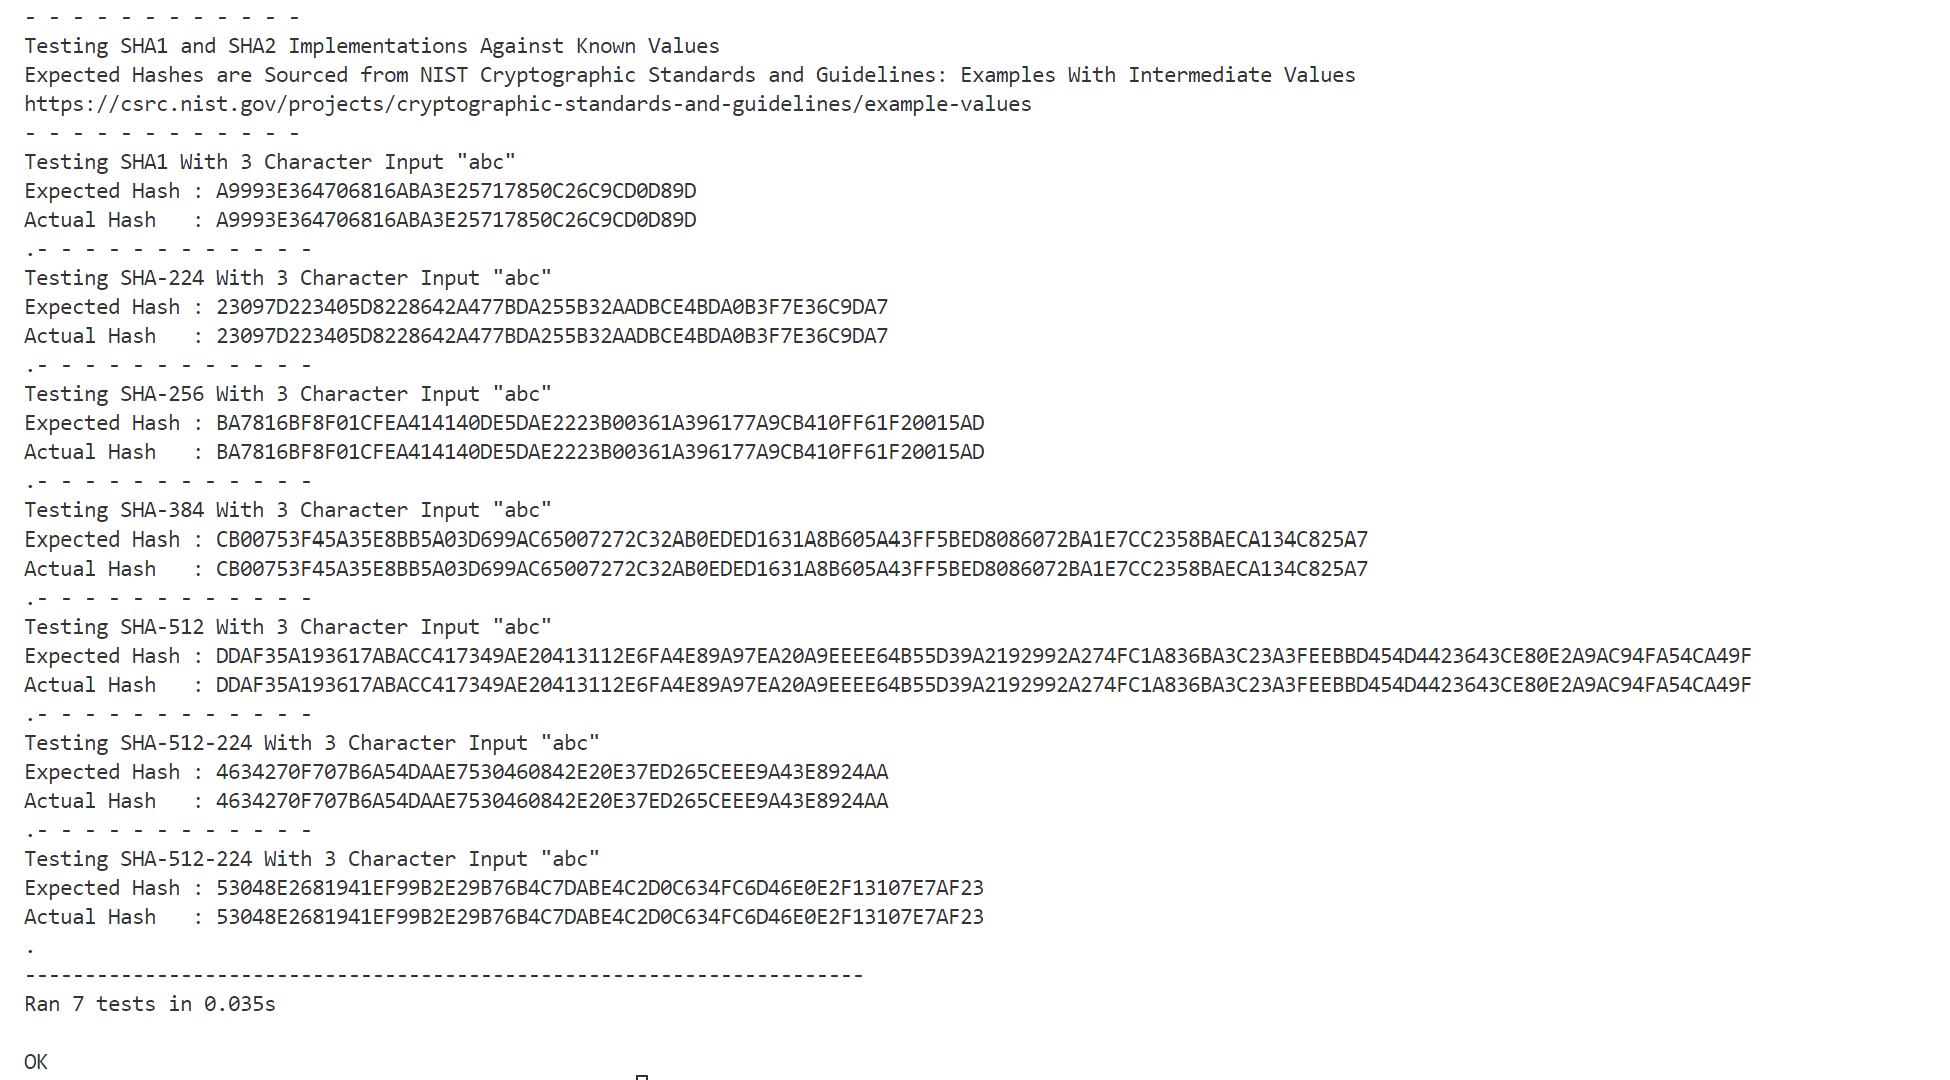 - - - - - - - - - - - -
Testing SHA1 and SHA2 Implementations Against Known Values
Expected Hashes are Sourced from NIST Cryptographic Standards and Guidelines: Examples With Intermediate Values
https://csrc.nist.gov/projects/cryptographic-standards-and-guidelines/example-values
- - - - - - - - - - - -
Testing SHA1 With 3 Character Input "abc"
Expected Hash : A9993E364706816ABA3E25717850C26C9CD0D89D
Actual Hash   : A9993E364706816ABA3E25717850C26C9CD0D89D
.- - - - - - - - - - - -
Testing SHA-224 With 3 Character Input "abc"
Expected Hash : 23097D223405D8228642A477BDA255B32AADBCE4BDA0B3F7E36C9DA7
Actual Hash   : 23097D223405D8228642A477BDA255B32AADBCE4BDA0B3F7E36C9DA7
.- - - - - - - - - - - -
Testing SHA-256 With 3 Character Input "abc"
Expected Hash : BA7816BF8F01CFEA414140DE5DAE2223B00361A396177A9CB410FF61F20015AD
Actual Hash   : BA7816BF8F01CFEA414140DE5DAE2223B00361A396177A9CB410FF61F20015AD
.- - - - - - - - - - - -
Testing SHA-384 With 3 Character Input "abc"
Expected Hash : CB00753F45A35E8BB5A03D699AC65007272C32AB0EDED1631A8B605A43FF5BED8086072BA1E7CC2358BAECA134C825A7
Actual Hash   : CB00753F45A35E8BB5A03D699AC65007272C32AB0EDED1631A8B605A43FF5BED8086072BA1E7CC2358BAECA134C825A7
.- - - - - - - - - - - -
Testing SHA-512 With 3 Character Input "abc"
Expected Hash : DDAF35A193617ABACC417349AE20413112E6FA4E89A97EA20A9EEEE64B55D39A2192992A274FC1A836BA3C23A3FEEBBD454D4423643CE80E2A9AC94FA54CA49F
Actual Hash   : DDAF35A193617ABACC417349AE20413112E6FA4E89A97EA20A9EEEE64B55D39A2192992A274FC1A836BA3C23A3FEEBBD454D4423643CE80E2A9AC94FA54CA49F
.- - - - - - - - - - - -
Testing SHA-512-224 With 3 Character Input "abc"
Expected Hash : 4634270F707B6A54DAAE7530460842E20E37ED265CEEE9A43E8924AA
Actual Hash   : 4634270F707B6A54DAAE7530460842E20E37ED265CEEE9A43E8924AA
.- - - - - - - - - - - -
Testing SHA-512-224 With 3 Character Input "abc"
Expected Hash : 53048E2681941EF99B2E29B76B4C7DABE4C2D0C634FC6D46E0E2F13107E7AF23
Actual Hash   : 53048E2681941EF99B2E29B76B4C7DABE4C2D0C634FC6D46E0E2F13107E7AF23
.
----------------------------------------------------------------------
Ran 7 tests in 0.035s
OK